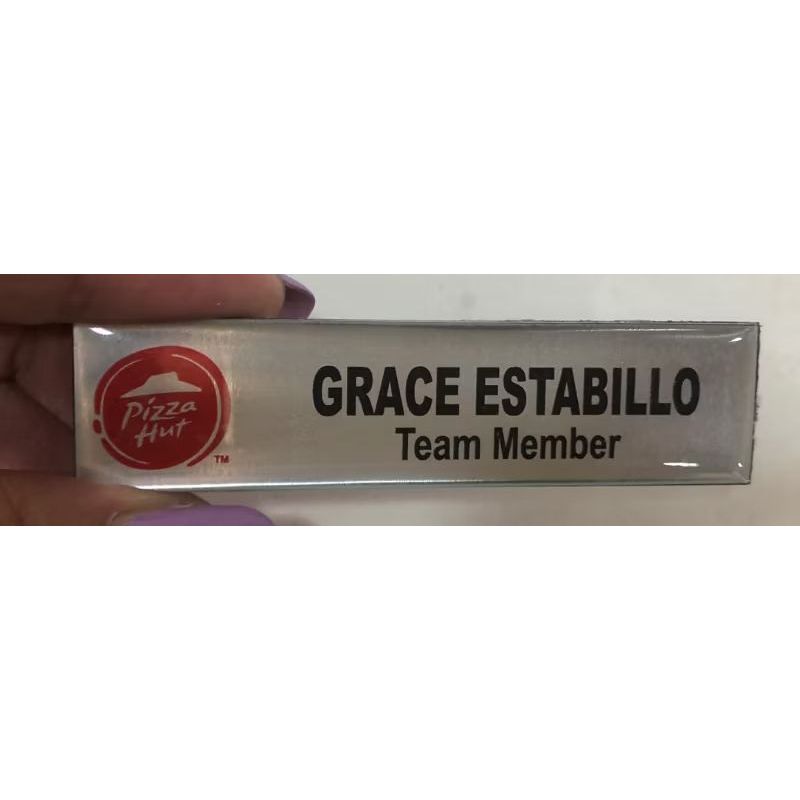 Pizza
Hut
TM
GRACE ESTABILLO
Team Member